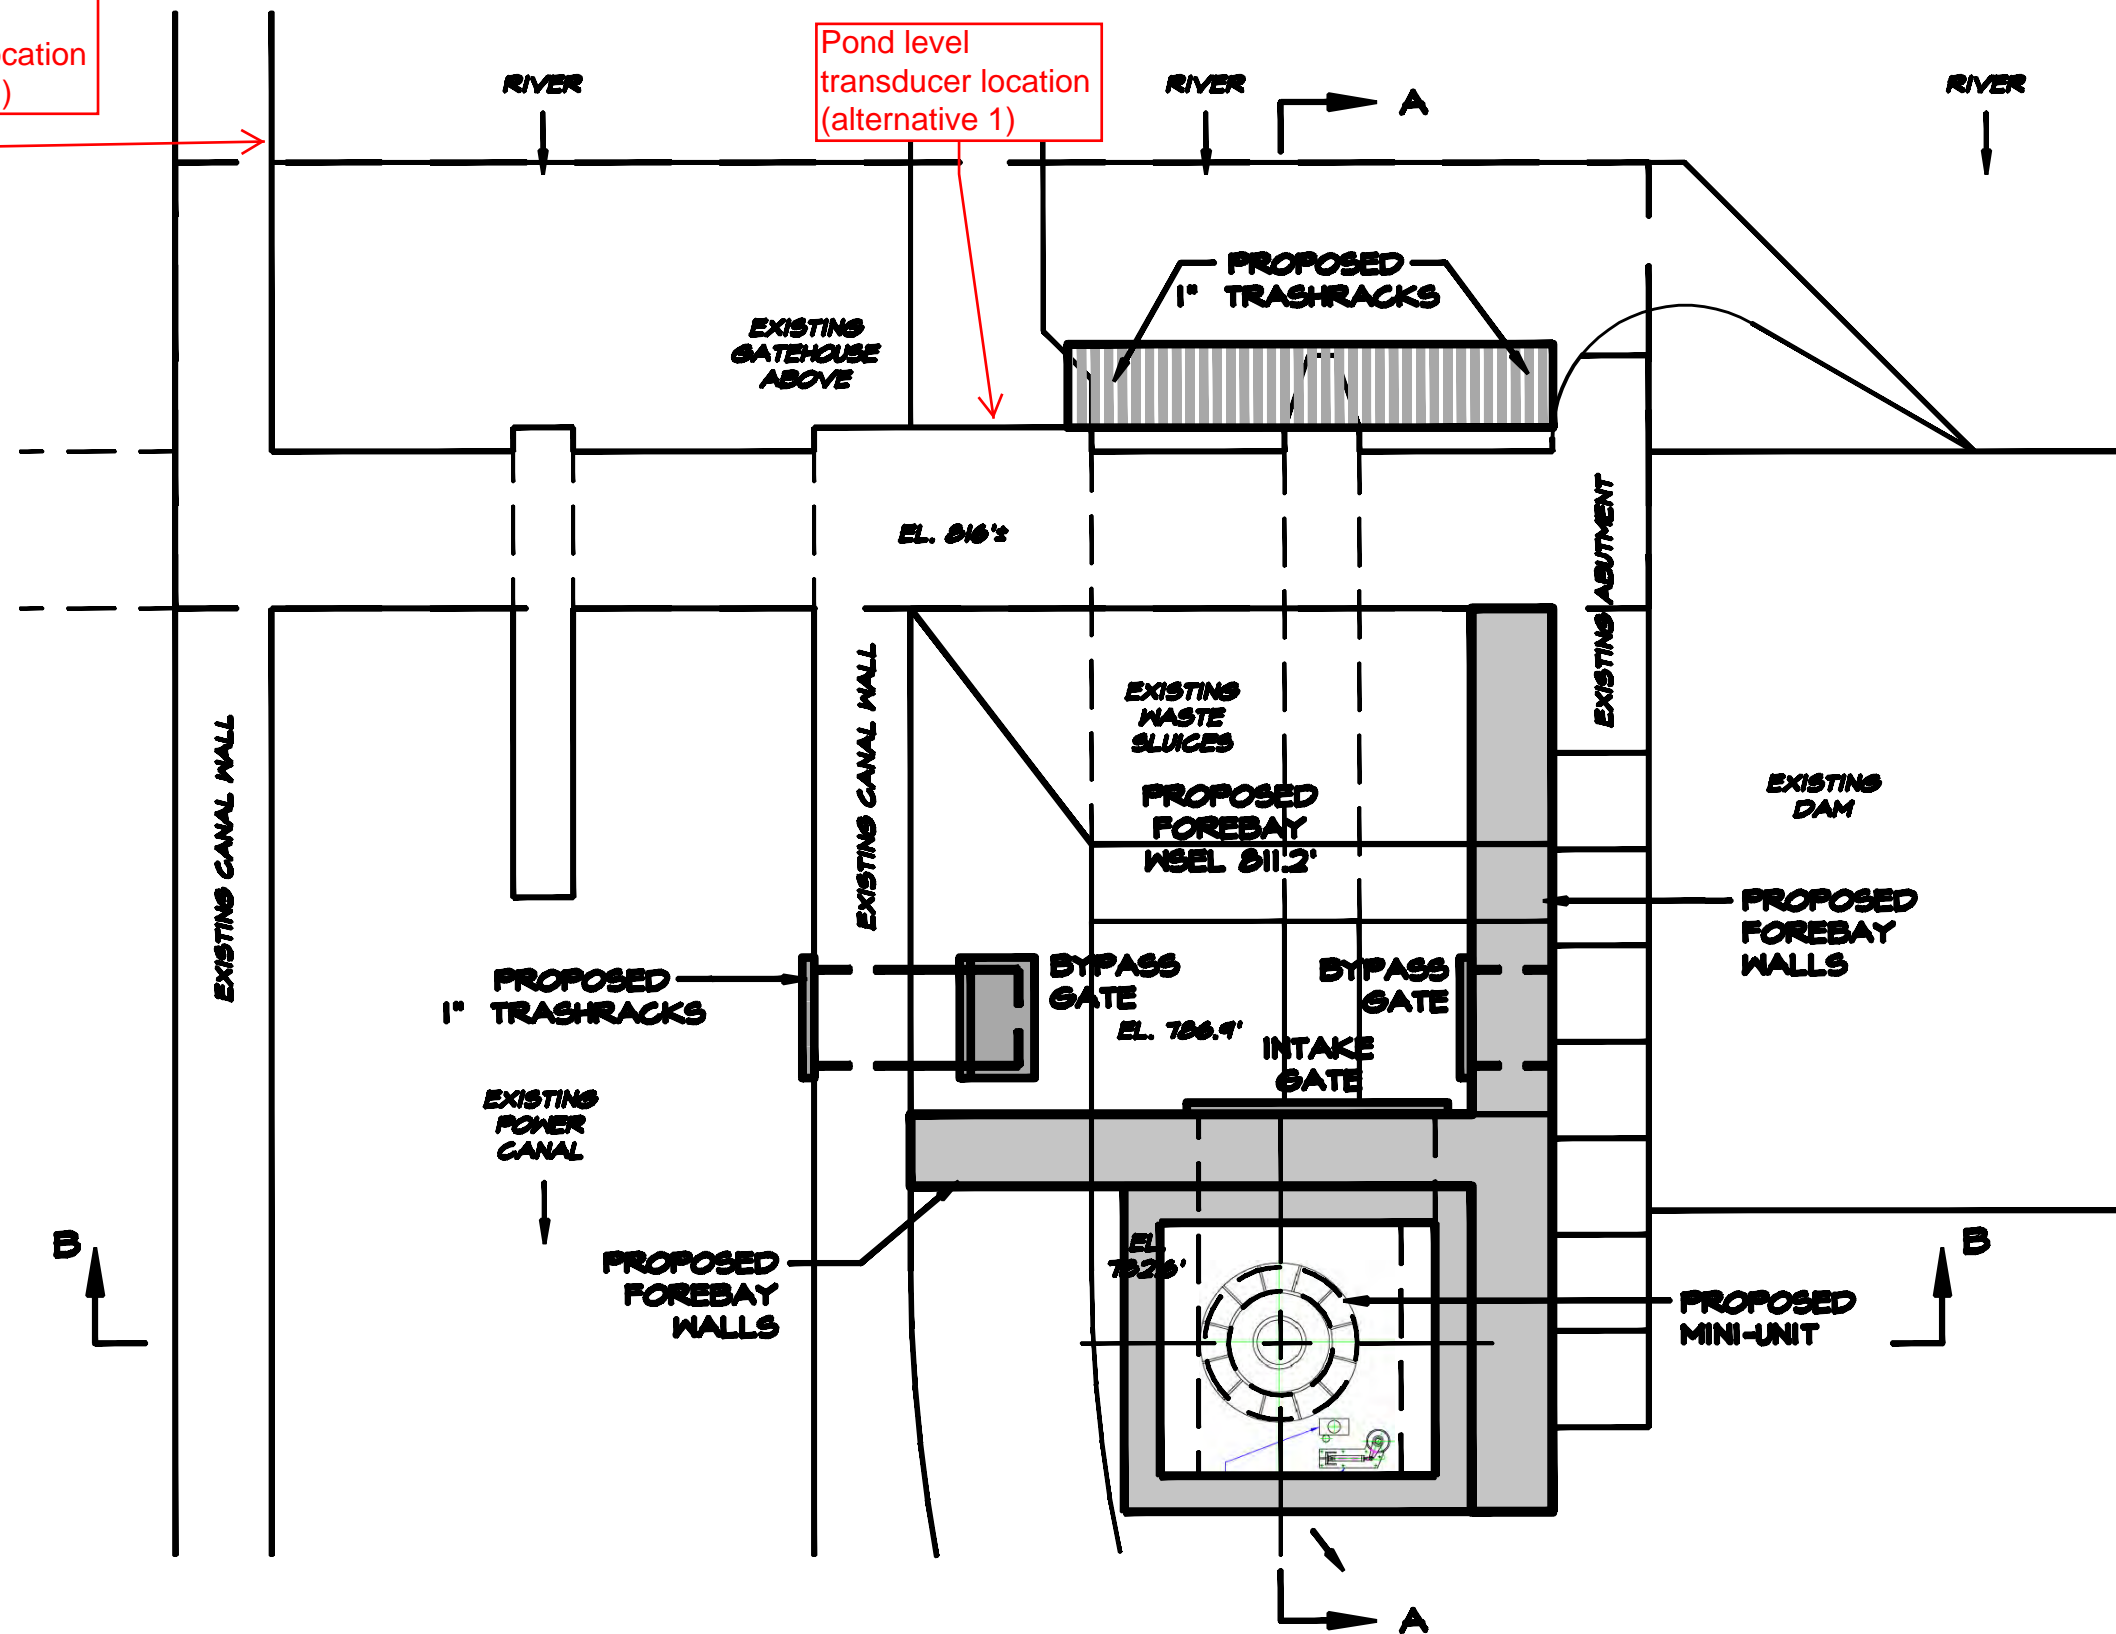 ocation
)
Pond level
transducer location
(alternative 1)
RIVER
RIVER
RIVER
A
PROPOSED
1" TRASHRACKS
EXISTING
GATEHOUSE
ABOVE
EL. 816'±
EXISTING ABUTMENT
EXISTING CANAL WALL
EXISTING CANAL WALL
EXISTING
WASTE
SLUICES
PROPOSED
FOREBAY
WSEL 811.2'
EXISTING
DAM
PROPOSED
FOREBAY
WALLS
PROPOSED
1" TRASHRACKS
BYPASS
GATE
BYPASS
GATE
EL. 786.9'
INTAKE
GATE
EXISTING
POWER
CANAL
B
B
PROPOSED
FOREBAY
WALLS
EL.
PROPOSED
MINI-UNIT
A